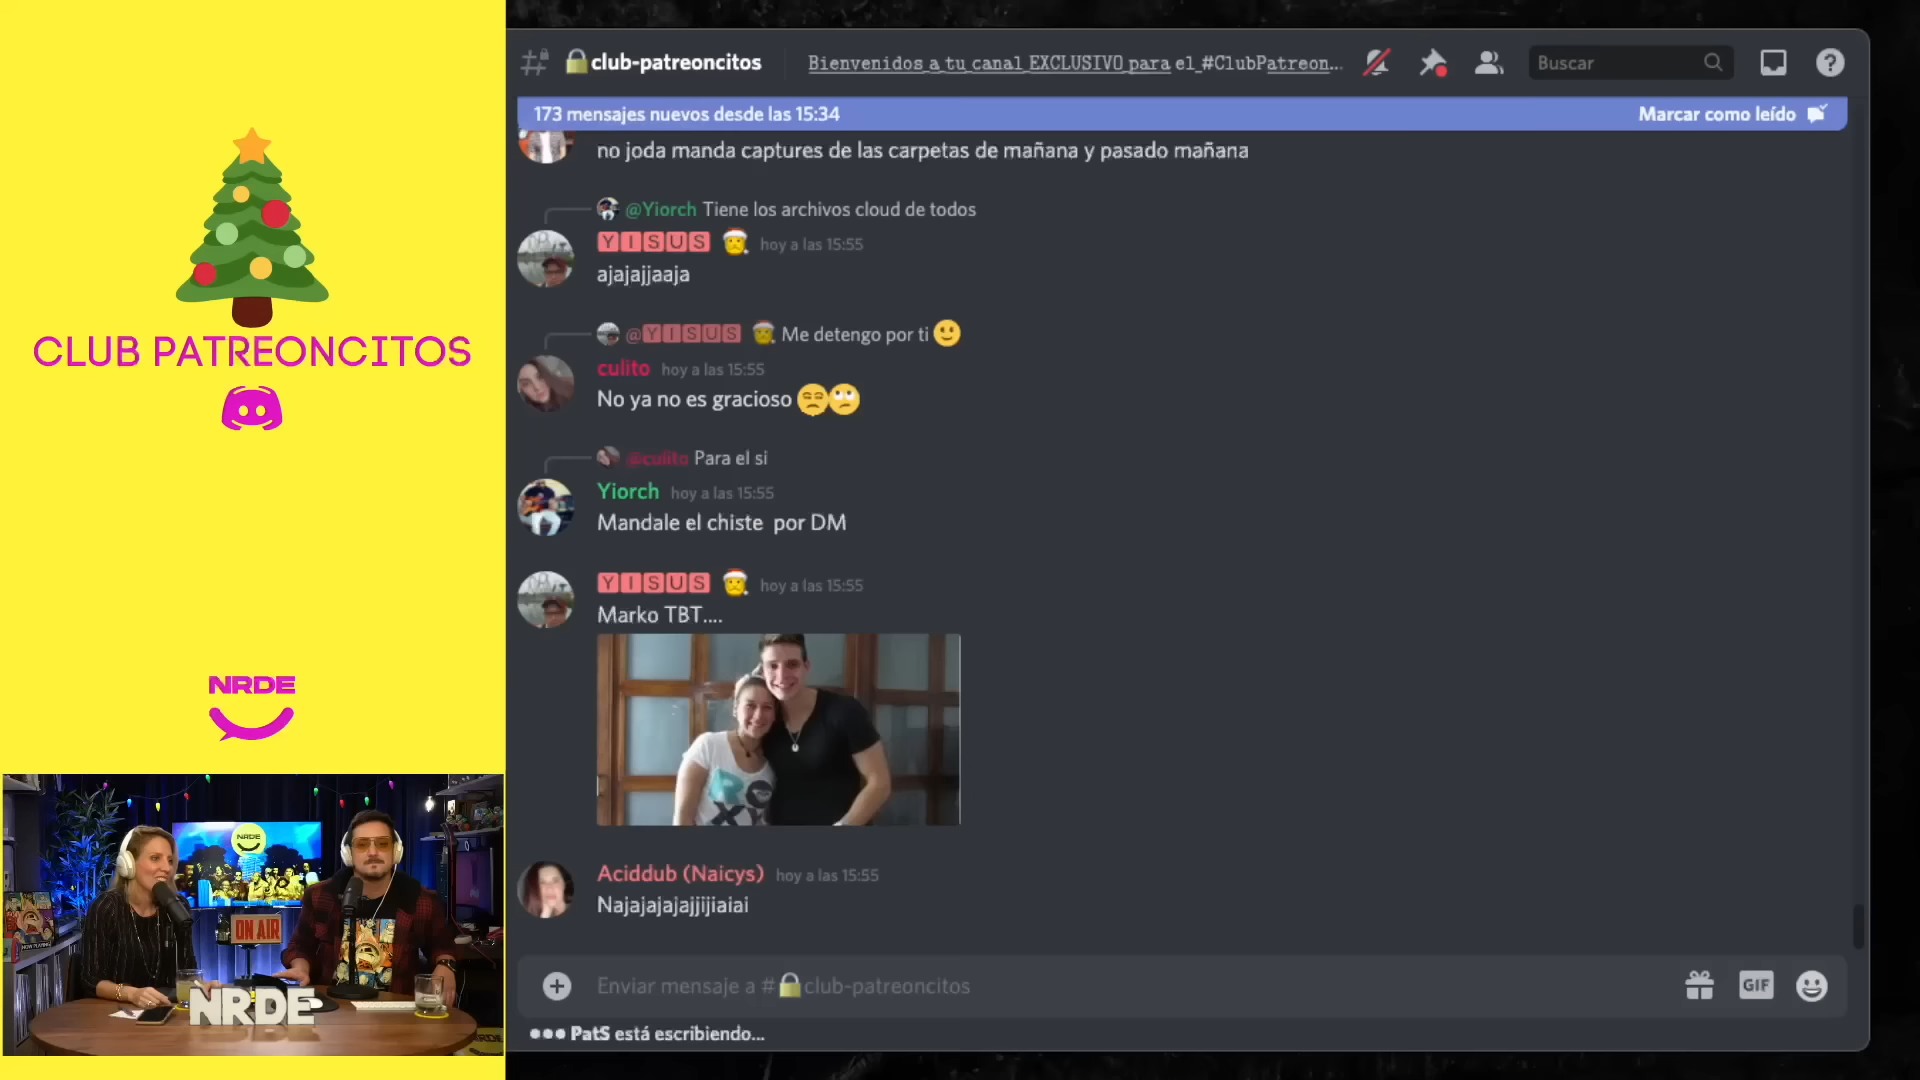 CLUB PATREONCITOS
NRDE
NRDE
ON AIR
NRDE
club-patreoncitos
Bienvenidos a tu canal EXCLUSIVO para el #ClubPatreon...
Buscar
173 mensajes nuevos desde las 15:34
Marcar como leído
no joda manda captures de las carpetas de mañana y pasado mañana
@Yiorch Tiene los archivos cloud de todos
YISUS hoy a las 15:55
ajajajjaaja
@YISUS Me detengo por ti
culito hoy a las 15:55
No ya no es gracioso
@culito Para el si
Yiorch hoy a las 15:55
Mandale el chiste por DM
YISUS hoy a las 15:55
Marko TBT....
ROXY
Aciddub (Naicys) hoy a las 15:55
Najajajajajjijiaiai
Enviar mensaje a #club-patreoncitos
GIF
PatS está escribiendo...